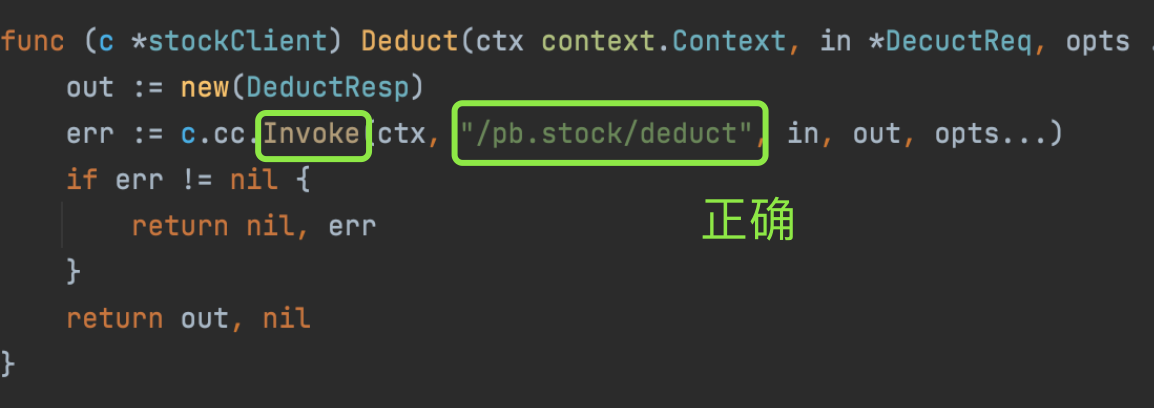 func (c *stockClient) Deduct(ctx context.Context, in *DecuctReq, opts .
out := new(DeductResp)
err := c.cc.Invoke(ctx, "/pb.stock/deduct", in, out, opts...)
if err != nil {
return nil, err
}
return out, nil
}
正确